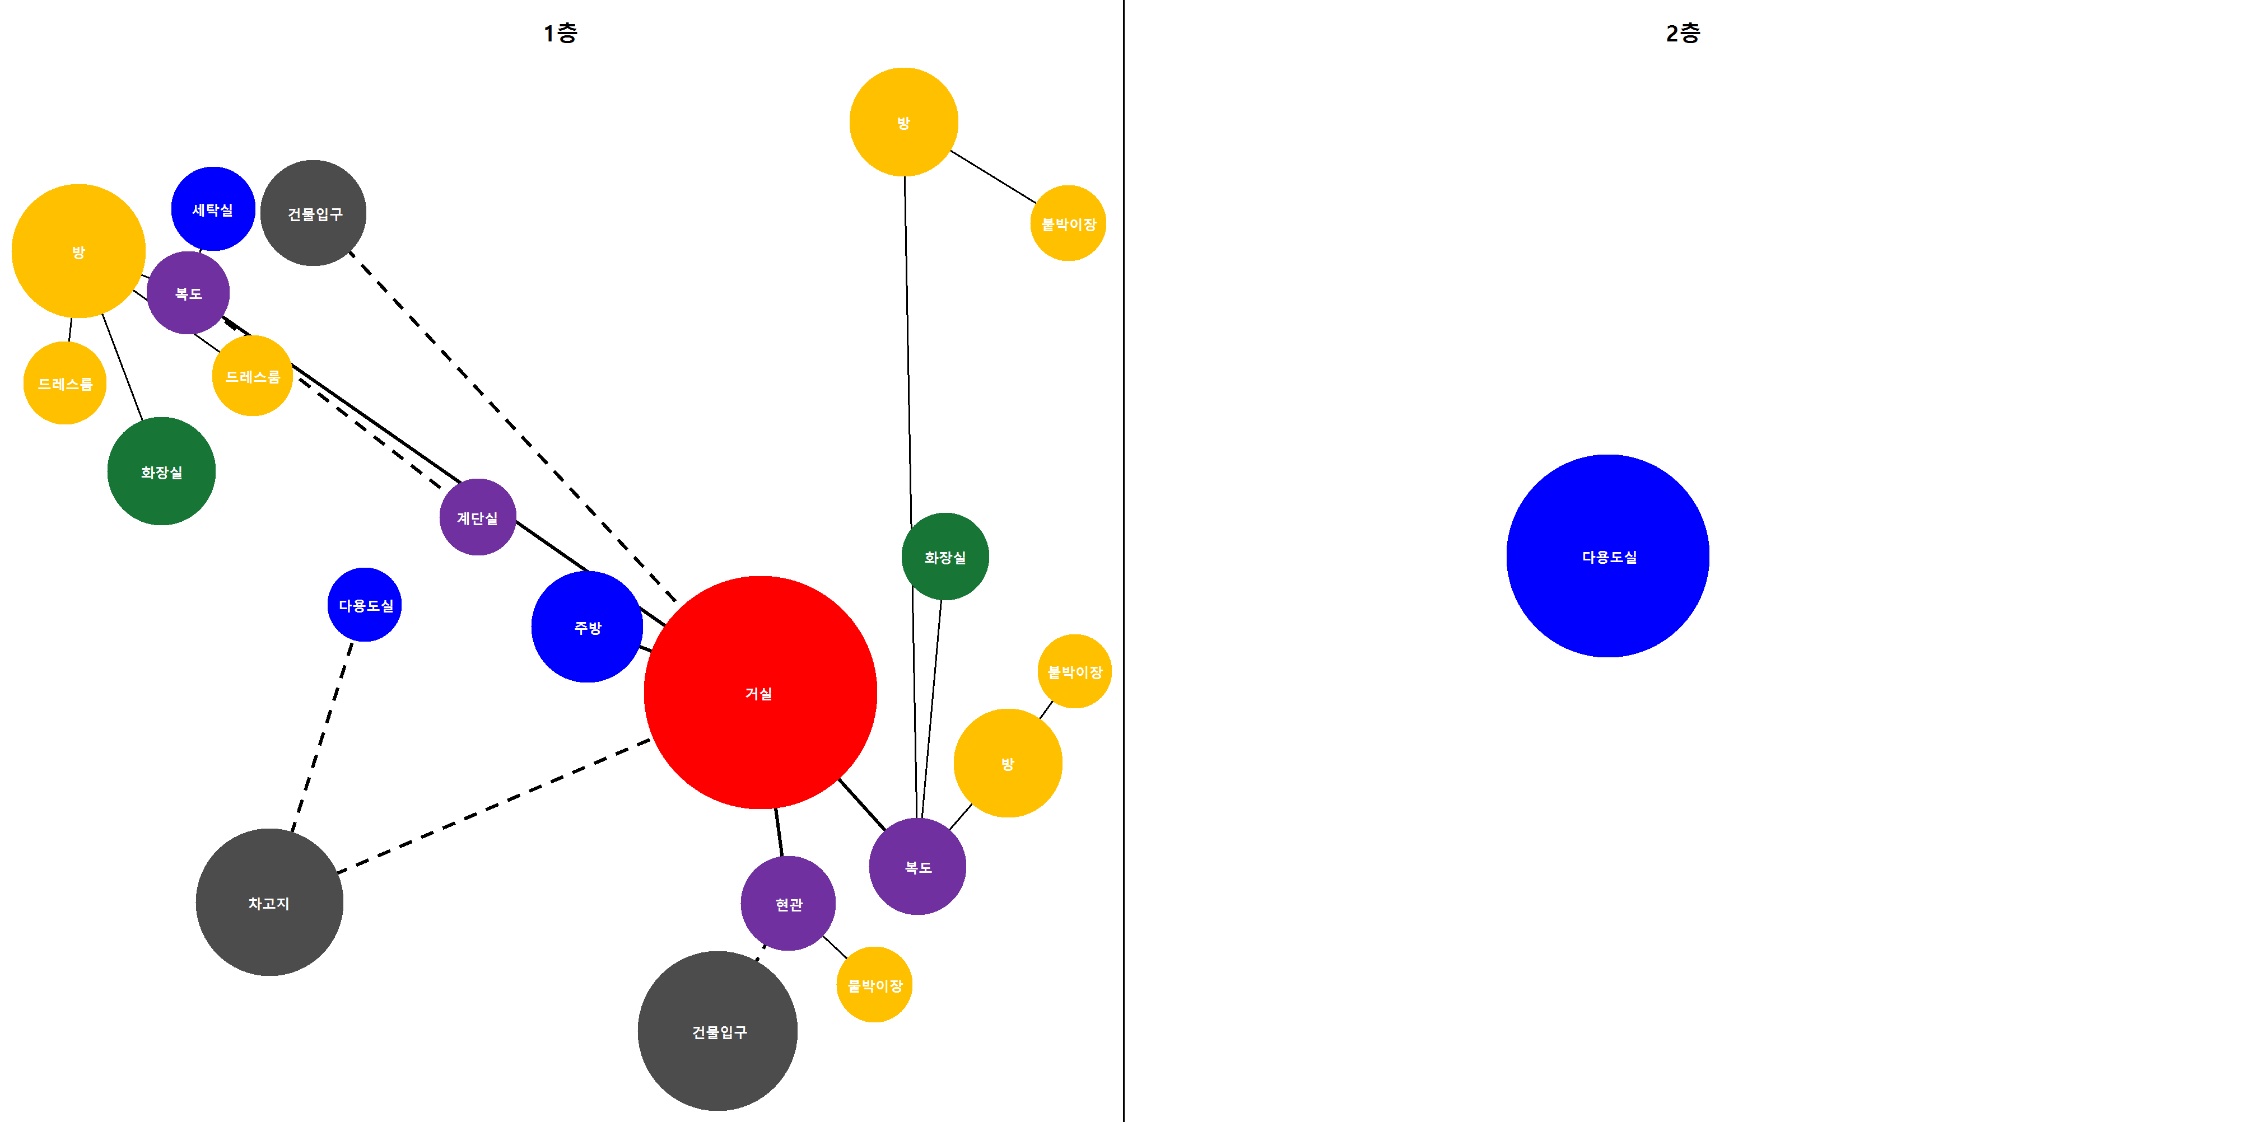 1층
2층
방
붙박이장
세탁실
건물입구
방
복도
드레스룸
드레스룸
화장실
계단실
화장실
다용도실
다용도실
주방
붙박이장
거실
방
복도
차고지
현관
붙박이장
건물입구